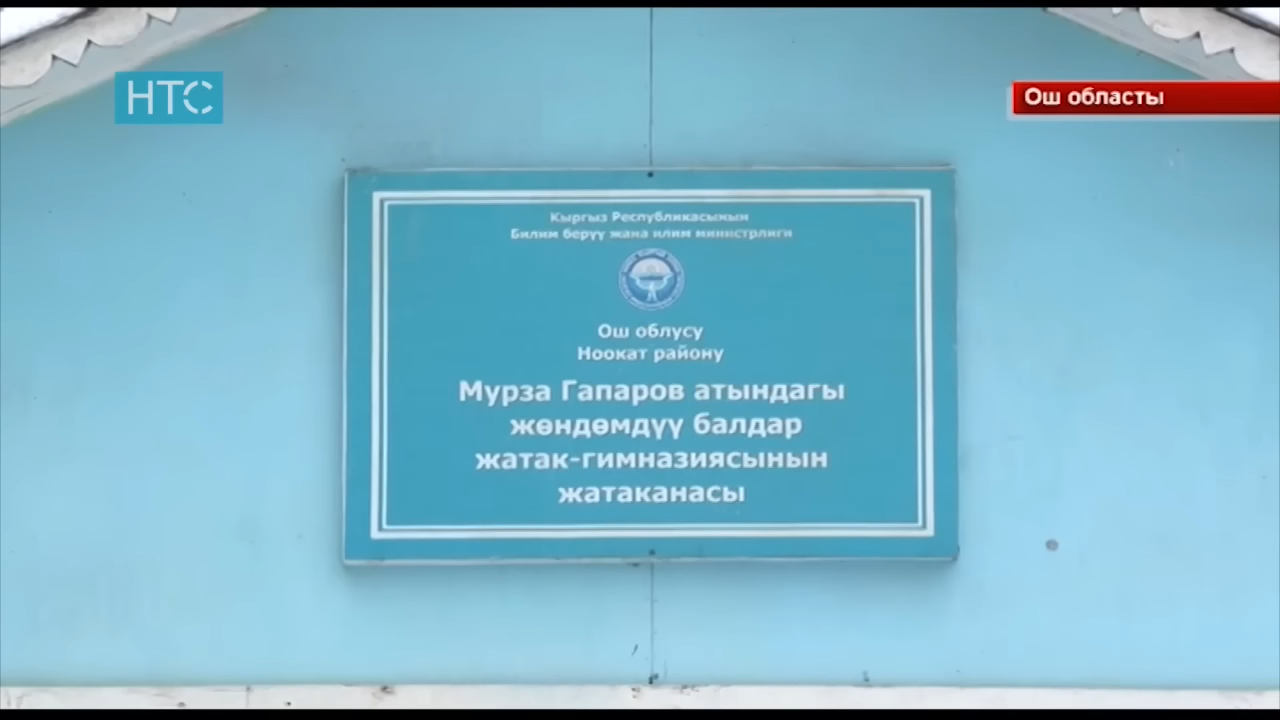 НТС
Ош областы
Кыргыз Республикасынын
Билим берүү жана илим министрлиги
Ош облусу
Ноокат району
Мурза Гапаров атындагы
жөндөмдүү балдар
жатак-гимназиясынын
жатаканасы